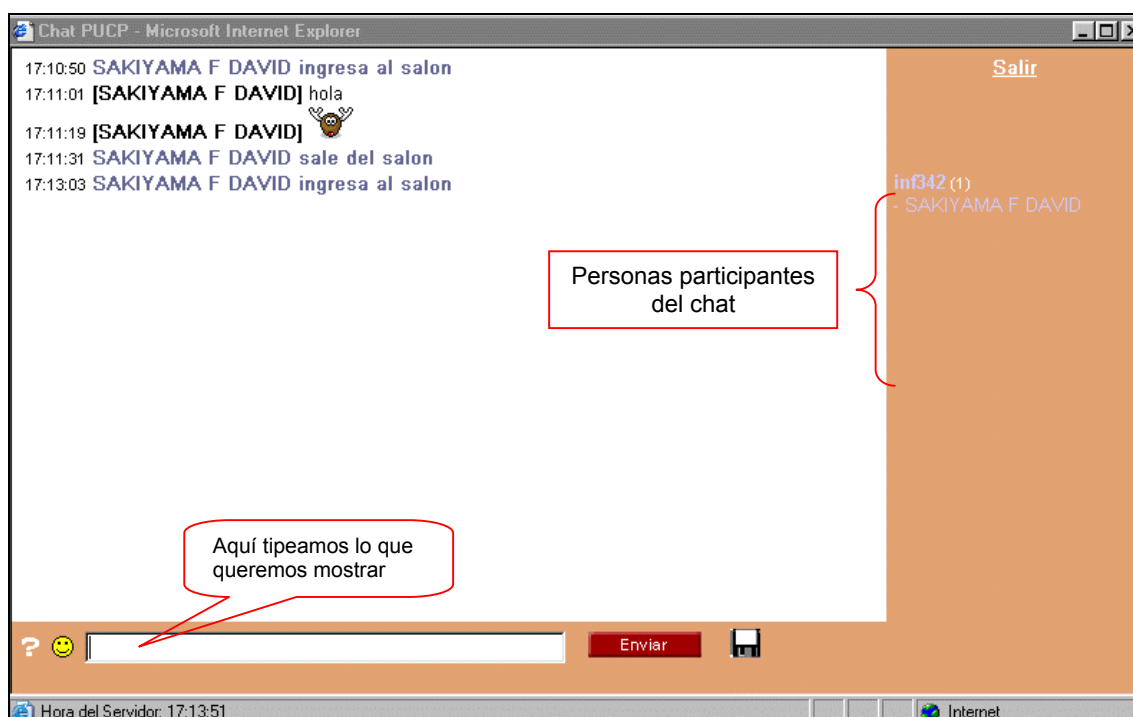 Chat PUCP - Microsoft Internet Explorer
17:10:50 SAKIYAMA F DAVID ingresa al salon
17:11:01 [SAKIYAMA F DAVID] hola
17:11:19 [SAKIYAMA F DAVID]
17:11:31 SAKIYAMA F DAVID sale del salon
17:13:03 SAKIYAMA F DAVID ingresa al salon
Salir
inf342 (1)
- SAKIYAMA F DAVID
Personas participantes
del chat
Aquí tipeamos lo que
queremos mostrar
?
Enviar
Hora del Servidor: 17:13:51
Internet